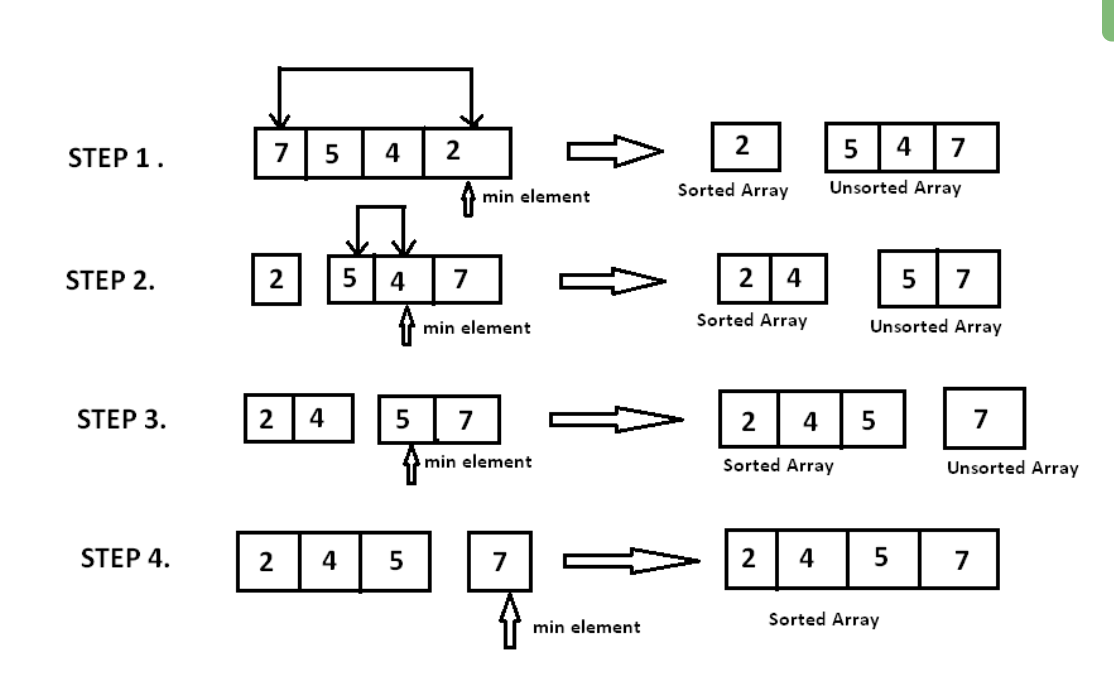 STEP 1 .
7 5 4 2
min element
2
Sorted Array
5 4 7
Unsorted Array
STEP 2.
2
5 4 7
min element
2 4
Sorted Array
5 7
Unsorted Array
STEP 3.
2 4
5 7
min element
2 4 5
Sorted Array
7
Unsorted Array
STEP 4.
2 4 5
7
min element
2 4 5 7
Sorted Array